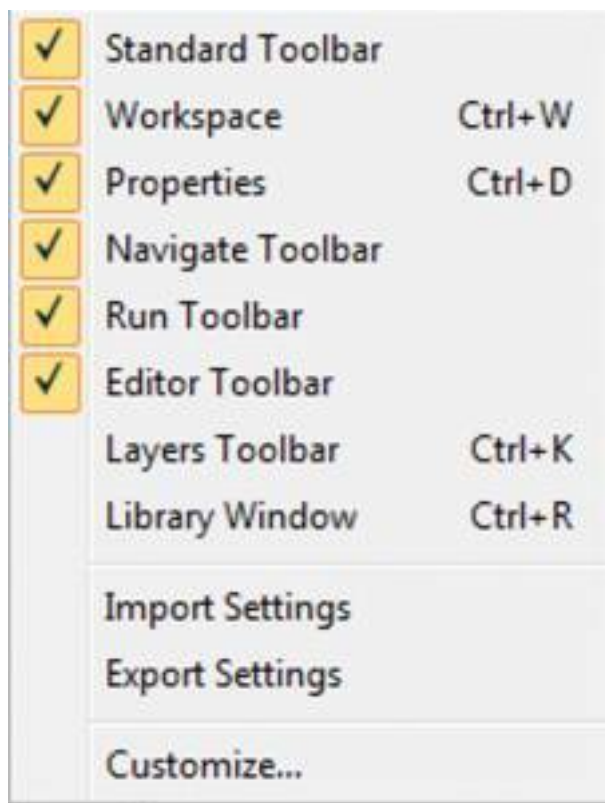 Standard Toolbar
Workspace Ctrl+W
Properties Ctrl+D
Navigate Toolbar
Run Toolbar
Editor Toolbar
Layers Toolbar Ctrl+K
Library Window Ctrl+R
Import Settings
Export Settings
Customize...